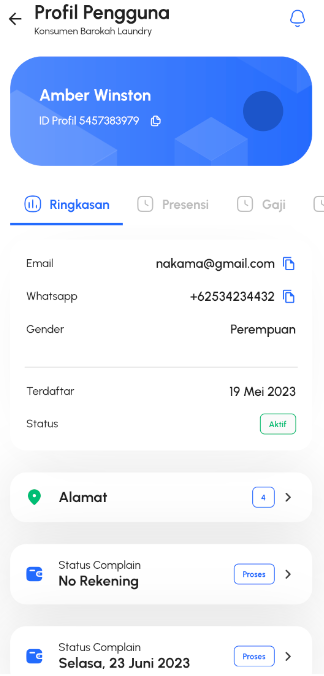 Profil Pengguna
Konsumen Barokah Laundry
Amber Winston
ID Profil 5457383979
Ringkasan
Presensi
Gaji
Email
nakama@gmail.com
Whatsapp
+62534234432
Gender
Perempuan
Terdaftar
19 Mei 2023
Status
Aktif
Alamat
4
Status Complain
No Rekening
Proses
Status Complain
Selasa, 23 Juni 2023
Proses